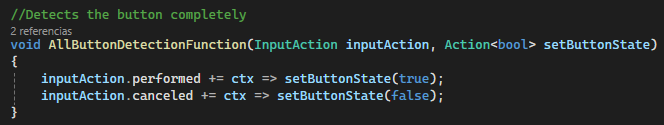 //Detects the button completely
2 referencias
void AllButtonDetectionFunction(InputAction inputAction, Action<bool> setButtonState)
{
inputAction.performed += ctx => setButtonState(true);
inputAction.canceled += ctx => setButtonState(false);
}